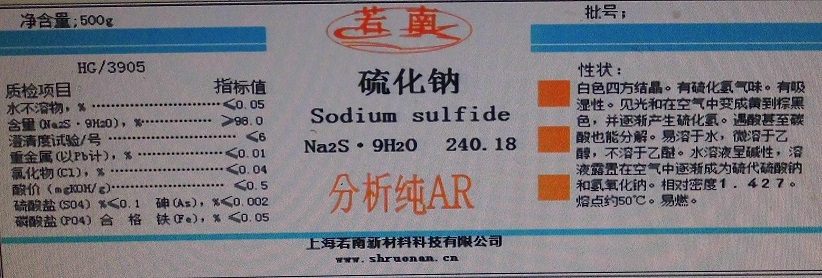 净含量;500g
若南
批号;
HG/3905
质检项目 指标值
水不溶物,% ≤0.05
含量(Na2S·9H2O),% >98.0
澄清度试验/号 ≤6
重金属(以Pb计),% ≤0.01
氯化物(Cl),% ≤0.04
酸价(mgKOH/g) ≤0.5
硫酸盐(SO4) %≤0.1 砷(As),%≤0.002
磷酸盐(PO4) 合 格 铁(Fe),%≤0.05
硫化钠
Sodium sulfide
Na2S·9H2O 240.18
分析纯AR
性状:
白色四方结晶。有硫化氢气味。有吸
湿性。见光和在空气中变成黄到棕黑
色,并逐渐产生硫化氢。遇酸甚至碳
酸也能分解。易溶于水,微溶于乙
醇,不溶于乙醚。水溶液呈碱性,溶
液露置在空气中逐渐成为硫代硫酸钠
和氢氧化钠。相对密度1.427。
熔点约50℃。易燃。
上海若南新材料科技有限公司
www.shruonan.cn